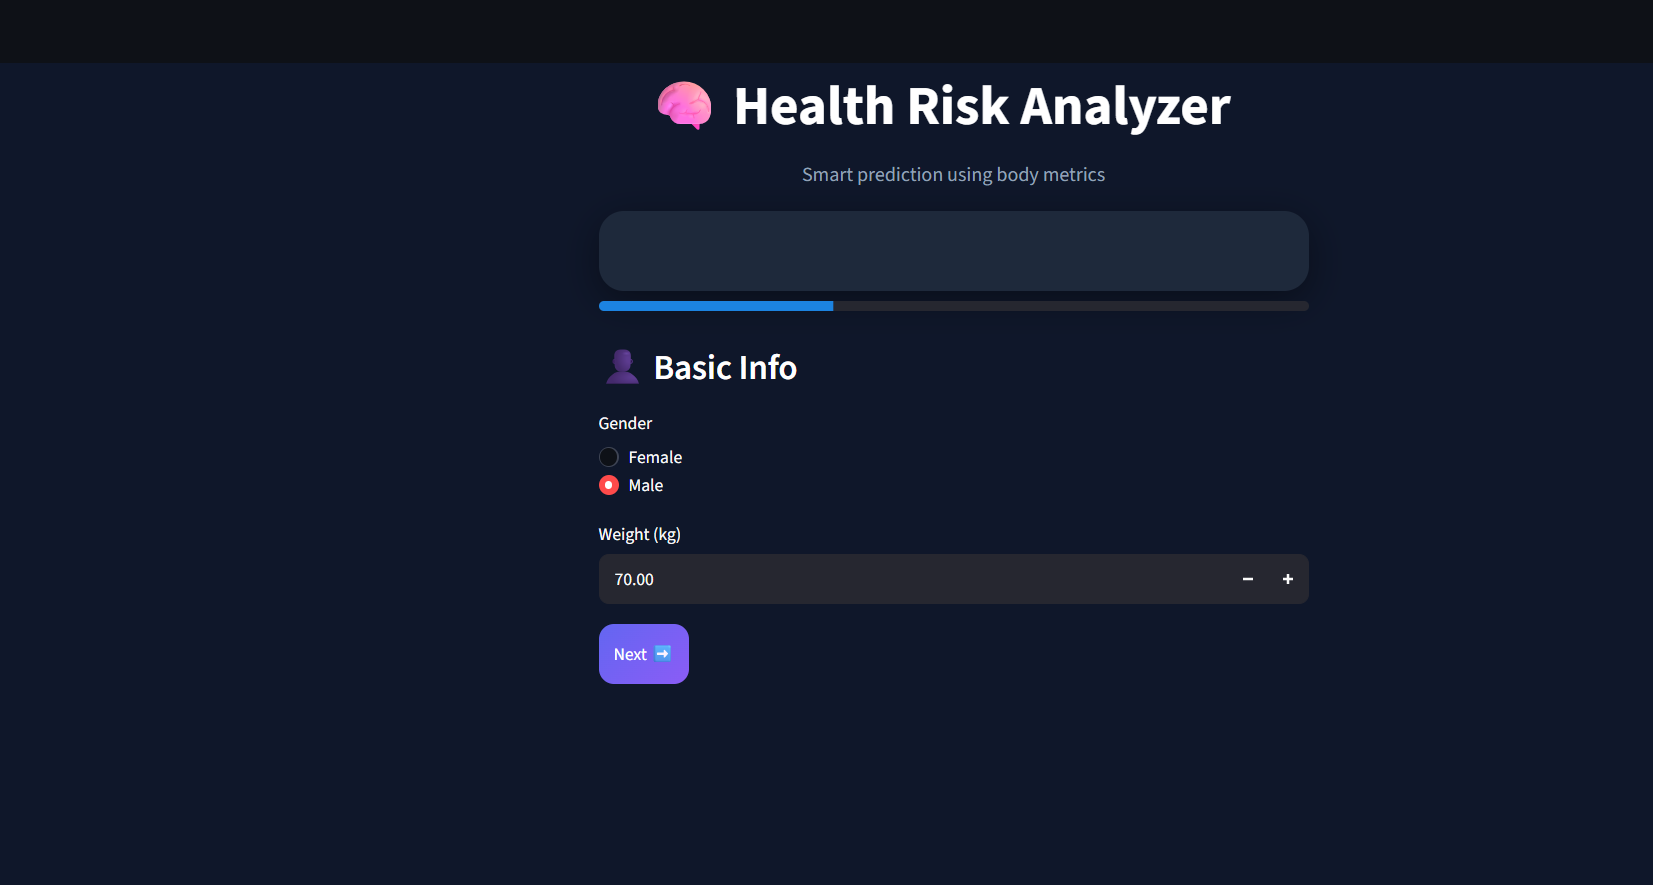 Health Risk Analyzer
Smart prediction using body metrics
Basic Info
Gender
Female
Male
Weight (kg)
70.00
Next